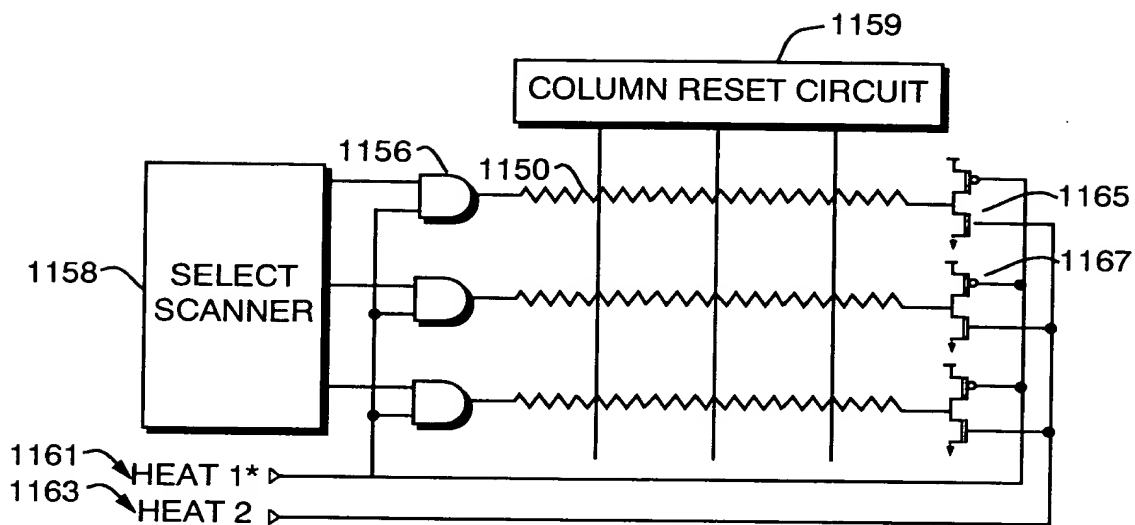 1159
COLUMN RESET CIRCUIT
1156
1150
1165
1158
SELECT
SCANNER
1167
1161
HEAT 1*
1163
HEAT 2